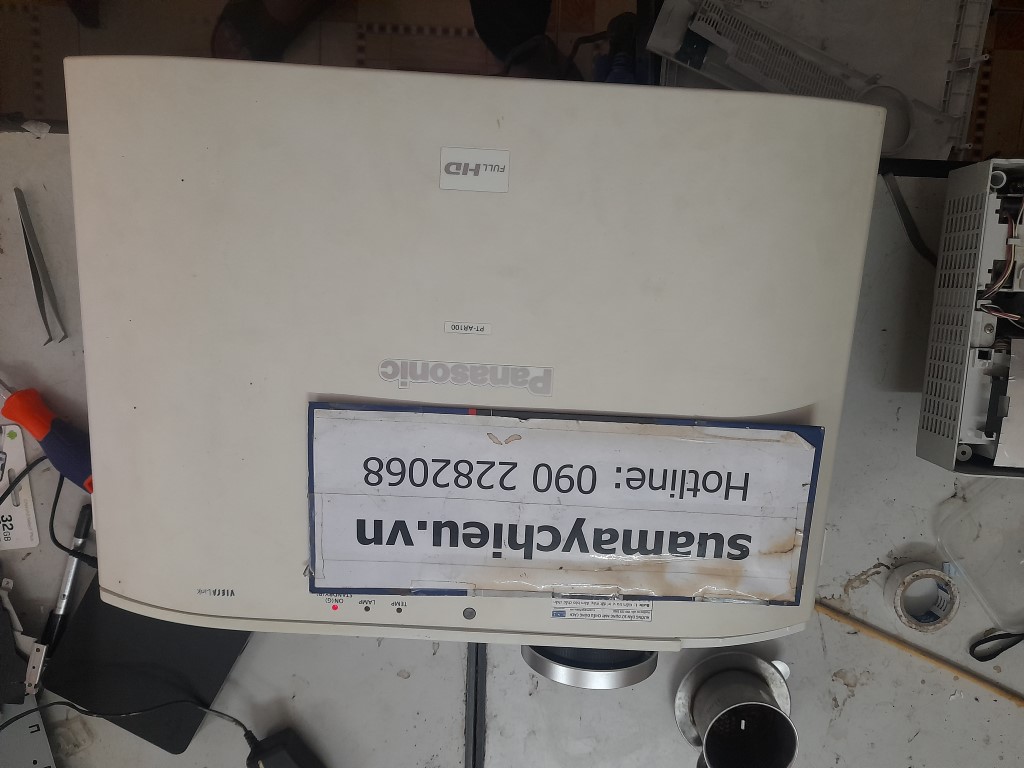 suamaychieu.vn
Hotline: 090 2282068
Panasonic
PT-AR100
FULL HD
TEMP
LAMP
ON(G)
STANDBY(R)
VIERA Link
32GB